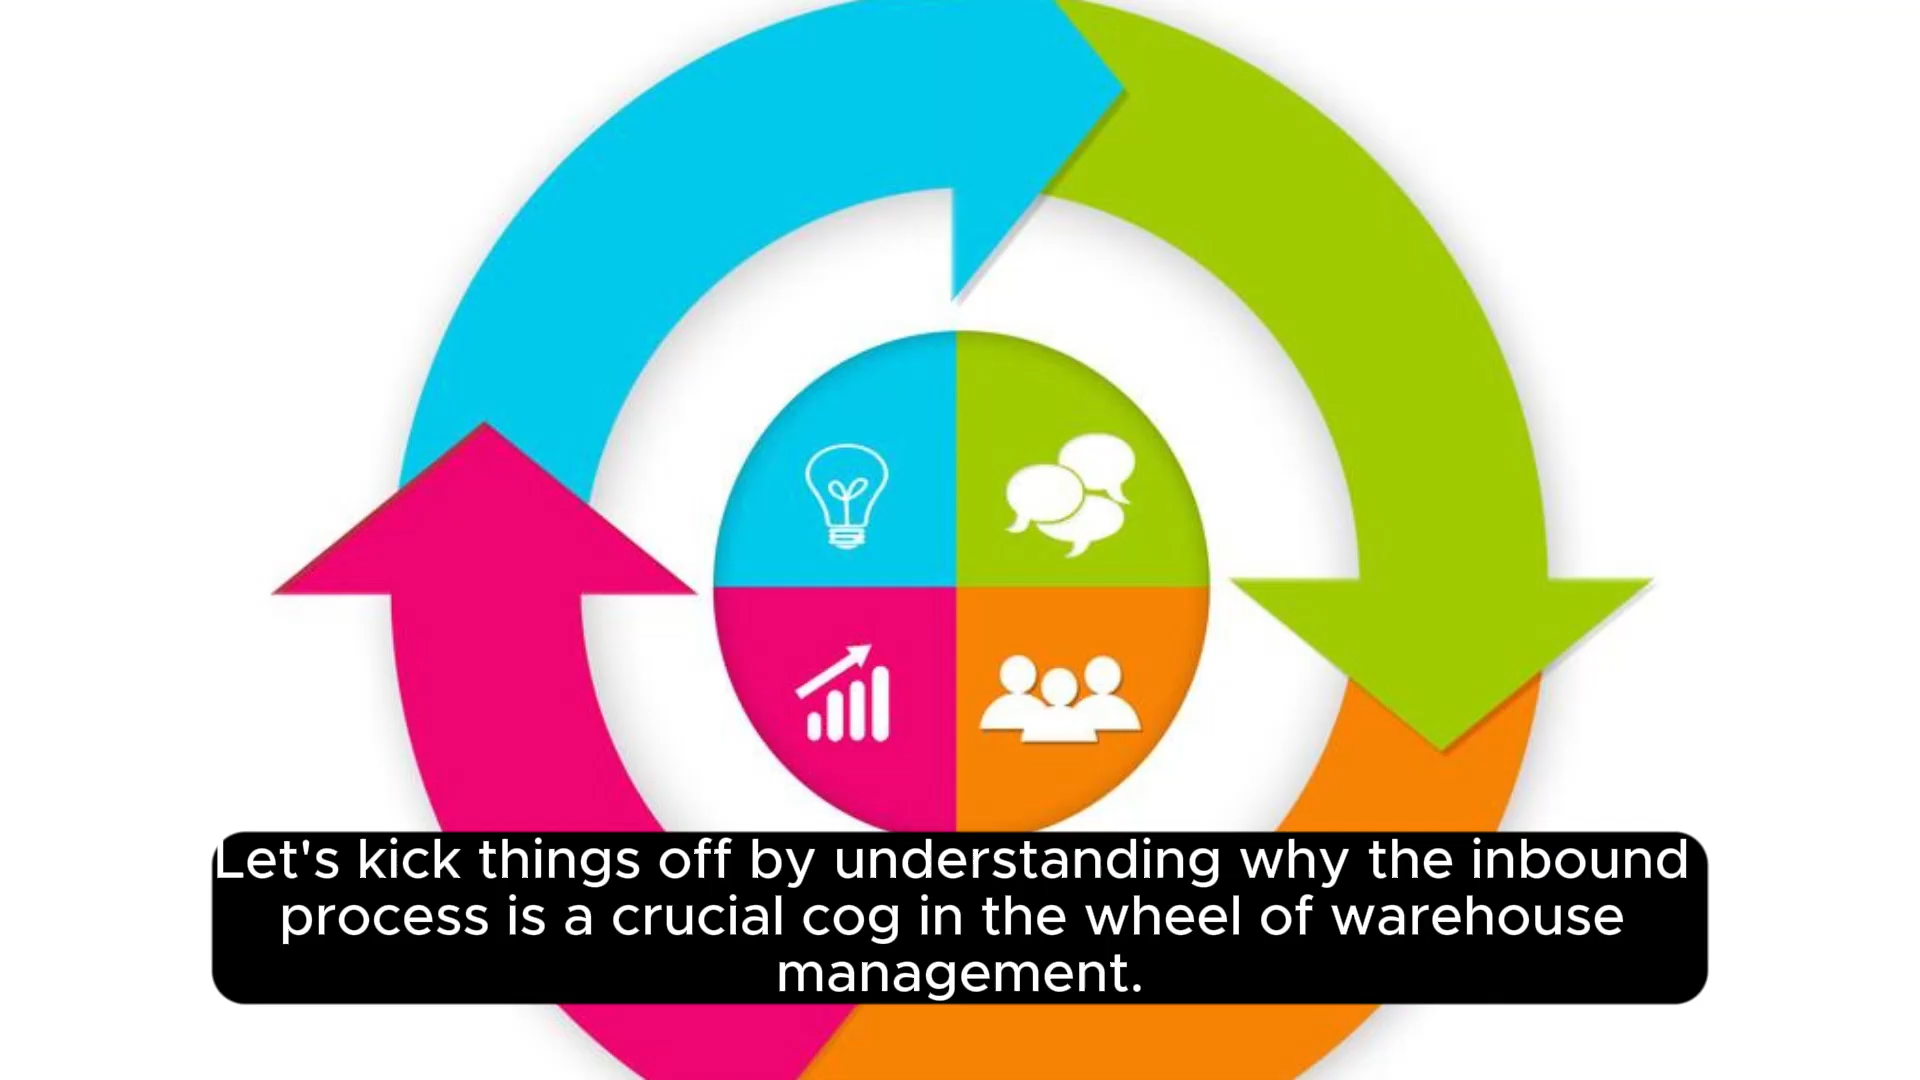 Let's kick things off by understanding why the inbound
process is a crucial cog in the wheel of warehouse
management.